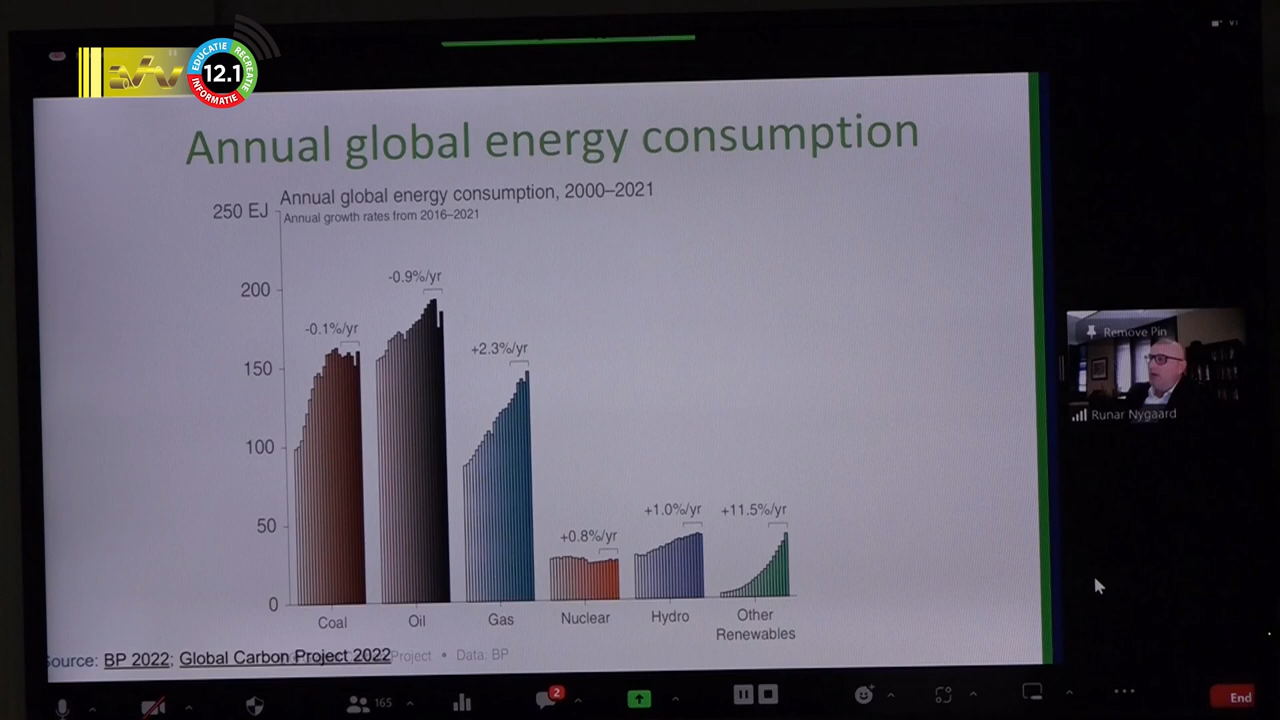 EDUCATIE
RECREATIE
INFORMATIE
12.1
Annual global energy consumption
Annual global energy consumption, 2000–2021
Annual growth rates from 2016–2021
250 EJ
200
150
100
50
0
-0.1%/yr
-0.9%/yr
+2.3%/yr
+0.8%/yr
+1.0%/yr
+11.5%/yr
Coal
Oil
Gas
Nuclear
Hydro
Other
Renewables
Source: BP 2022; Global Carbon Project 2022
Project • Data: BP
Remove Pin
Runar Nygaard
165
2
End